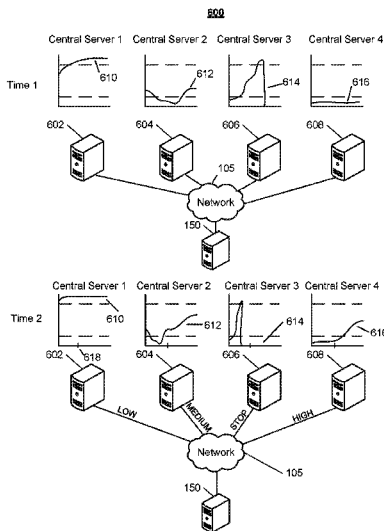 600
Central Server 1 Central Server 2 Central Server 3 Central Server 4
610 612 614 616
Time 1
602 604 606 608
105
Network
150
Central Server 1 Central Server 2 Central Server 3 Central Server 4
Time 2
610 612 614 616
602 618 604 606 608
LOW MEDIUM STOP HIGH
Network
105
150